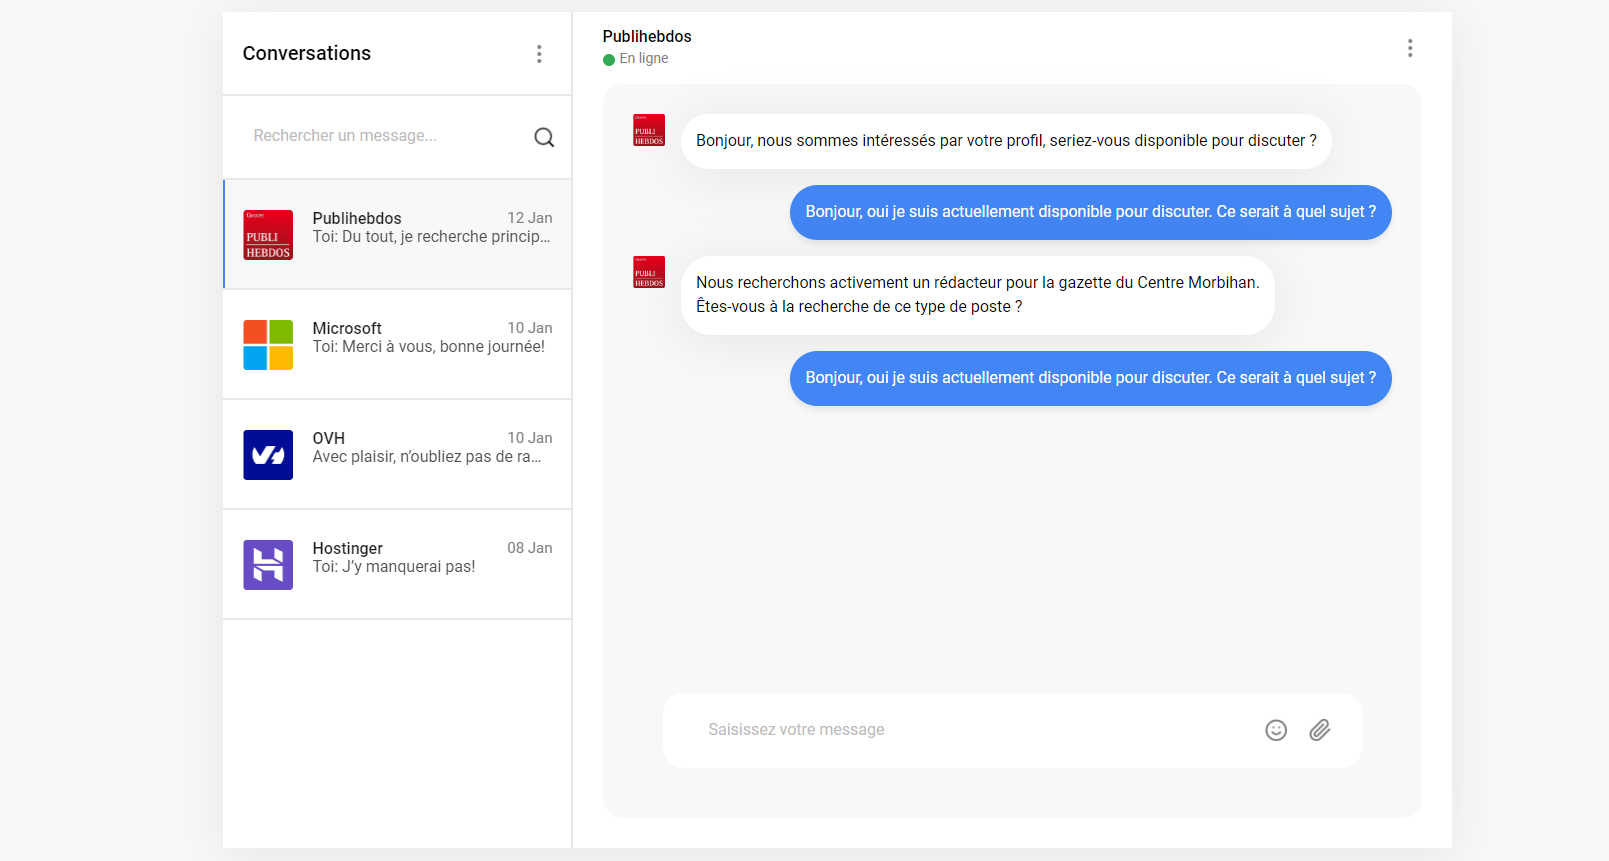 Conversations
Rechercher un message...
GROUPE
PUBLI
HEBDOS
Publihebdos
12 Jan
Toi: Du tout, je recherche princip...
Microsoft
10 Jan
Toi: Merci à vous, bonne journée!
OVH
10 Jan
Avec plaisir, n’oubliez pas de ra...
Hostinger
08 Jan
Toi: J’y manquerai pas!
Publihebdos
En ligne
PUBLI
HEBDOS
Bonjour, nous sommes intéressés par votre profil, seriez-vous disponible pour discuter ?
Bonjour, oui je suis actuellement disponible pour discuter. Ce serait à quel sujet ?
PUBLI
HEBDOS
Nous recherchons activement un rédacteur pour la gazette du Centre Morbihan.
Êtes-vous à la recherche de ce type de poste ?
Bonjour, oui je suis actuellement disponible pour discuter. Ce serait à quel sujet ?
Saisissez votre message